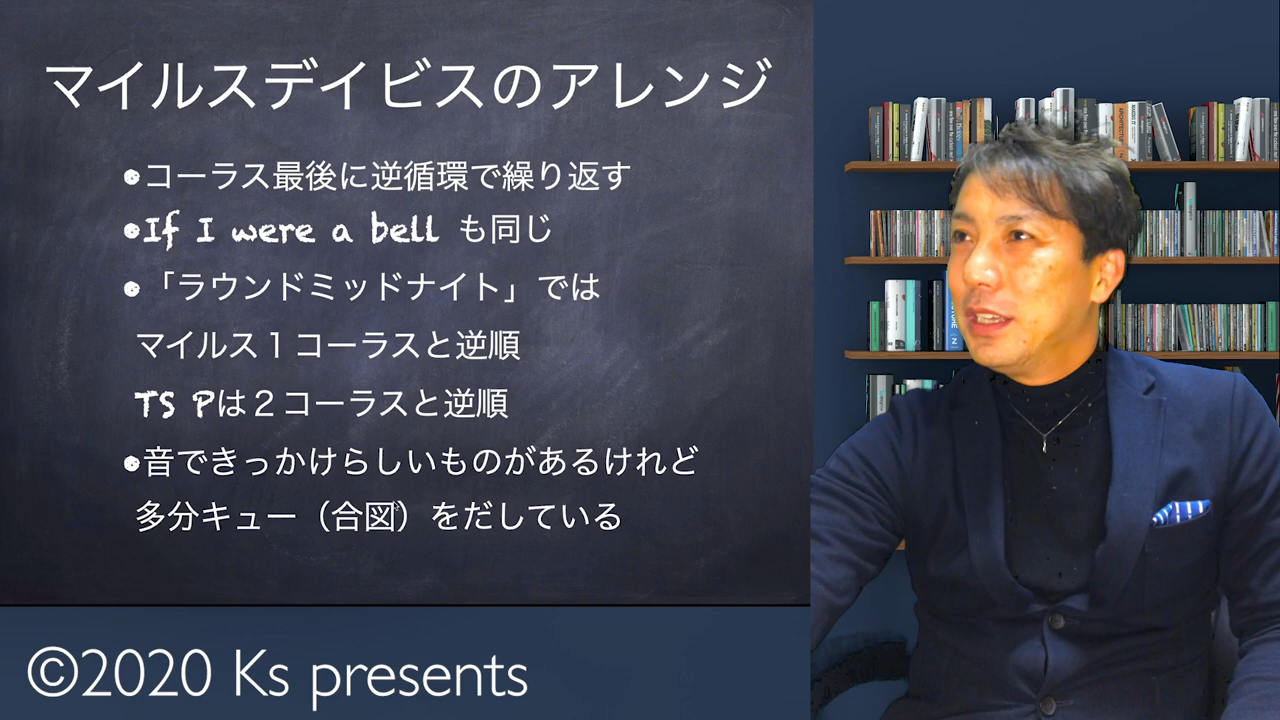 マイルスデイビスのアレンジ
•コーラス最後に逆循環で繰り返す
•If I were a bell も同じ
•「ラウンドミッドナイト」では
マイルス１コーラスと逆順
TS Pは２コーラスと逆順
•音できっかけらしいものがあるけれど
多分キュー（合図）をだしている
©2020 Ks presents